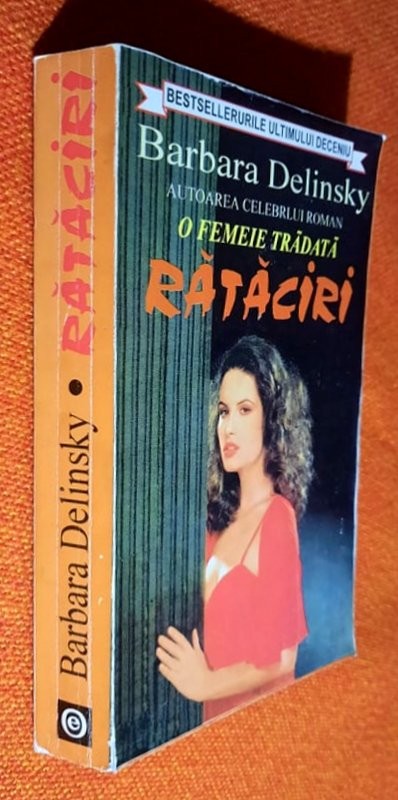 BESTSELLERURILE ULTIMULUI DECENIU
Barbara Delinsky
AUTOAREA CELEBRLUI ROMAN
O FEMEIE TRĂDATĂ
RĂTĂCIRI
Barbara Delinsky • RĂTĂCIRI
e